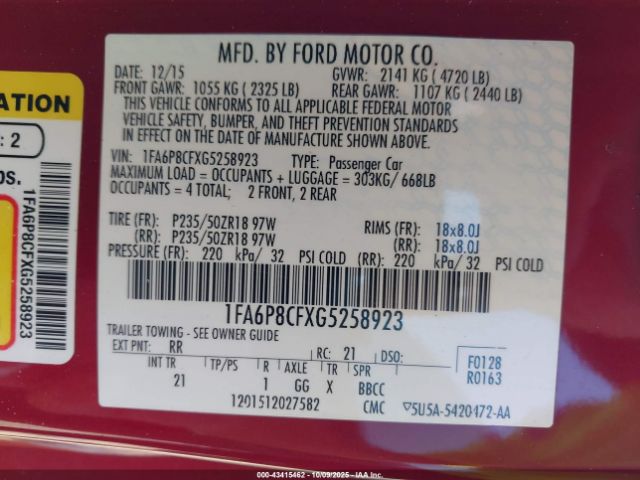 MFD. BY FORD MOTOR CO.
DATE: 12/15 GVWR: 2141 KG ( 4720 LB)
FRONT GAWR: 1055 KG ( 2325 LB) REAR GAWR: 1107 KG ( 2440 LB)
THIS VEHICLE CONFORMS TO ALL APPLICABLE FEDERAL MOTOR
VEHICLE SAFETY, BUMPER, AND THEFT PREVENTION STANDARDS
IN EFFECT ON THE DATE OF MANUFACTURE SHOWN ABOVE.
VIN: 1FA6P8CFXG5258923 TYPE: Passenger Car
MAXIMUM LOAD = OCCUPANTS + LUGGAGE = 303KG/ 668LB
OCCUPANTS = 4 TOTAL; 2 FRONT, 2 REAR
TIRE (FR): P235/50ZR18 97W RIMS (FR): 18x8.0J
(RR): P235/50ZR18 97W (RR): 18x8.0J
PRESSURE (FR): 220 kPa/ 32 PSI COLD (RR): 220 kPa/ 32 PSI COLD
1FA6P8CFXG5258923
TRAILER TOWING - SEE OWNER GUIDE
EXT PNT: RR RC: 21 DSO: F0128
INT TR TP/PS R AXLE TR SPR R0163
21 1 GG X BBCC
1201512027582 CMC 5U5A-5420472-AA
ATION
: 2
os.
1FA6P8CFXG5258923
IAA-43415462 - 10/09/2025 - IAAI.COM